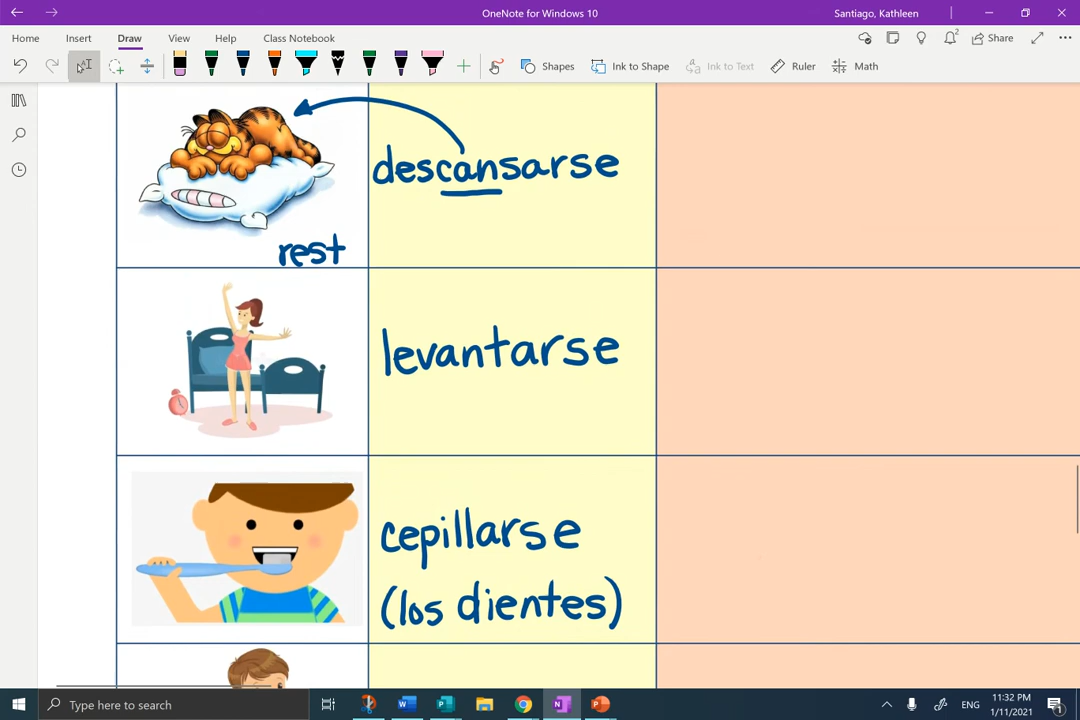 OneNote for Windows 10
Santiago, Kathleen
Home Insert Draw View Help Class Notebook
2
Share
Shapes Ink to Shape Ink to Text Ruler Math
descansarse
rest
levantarse
cepillarse
(los dientes)
Type here to search
ENG
11:32 PM
1/11/2021
1